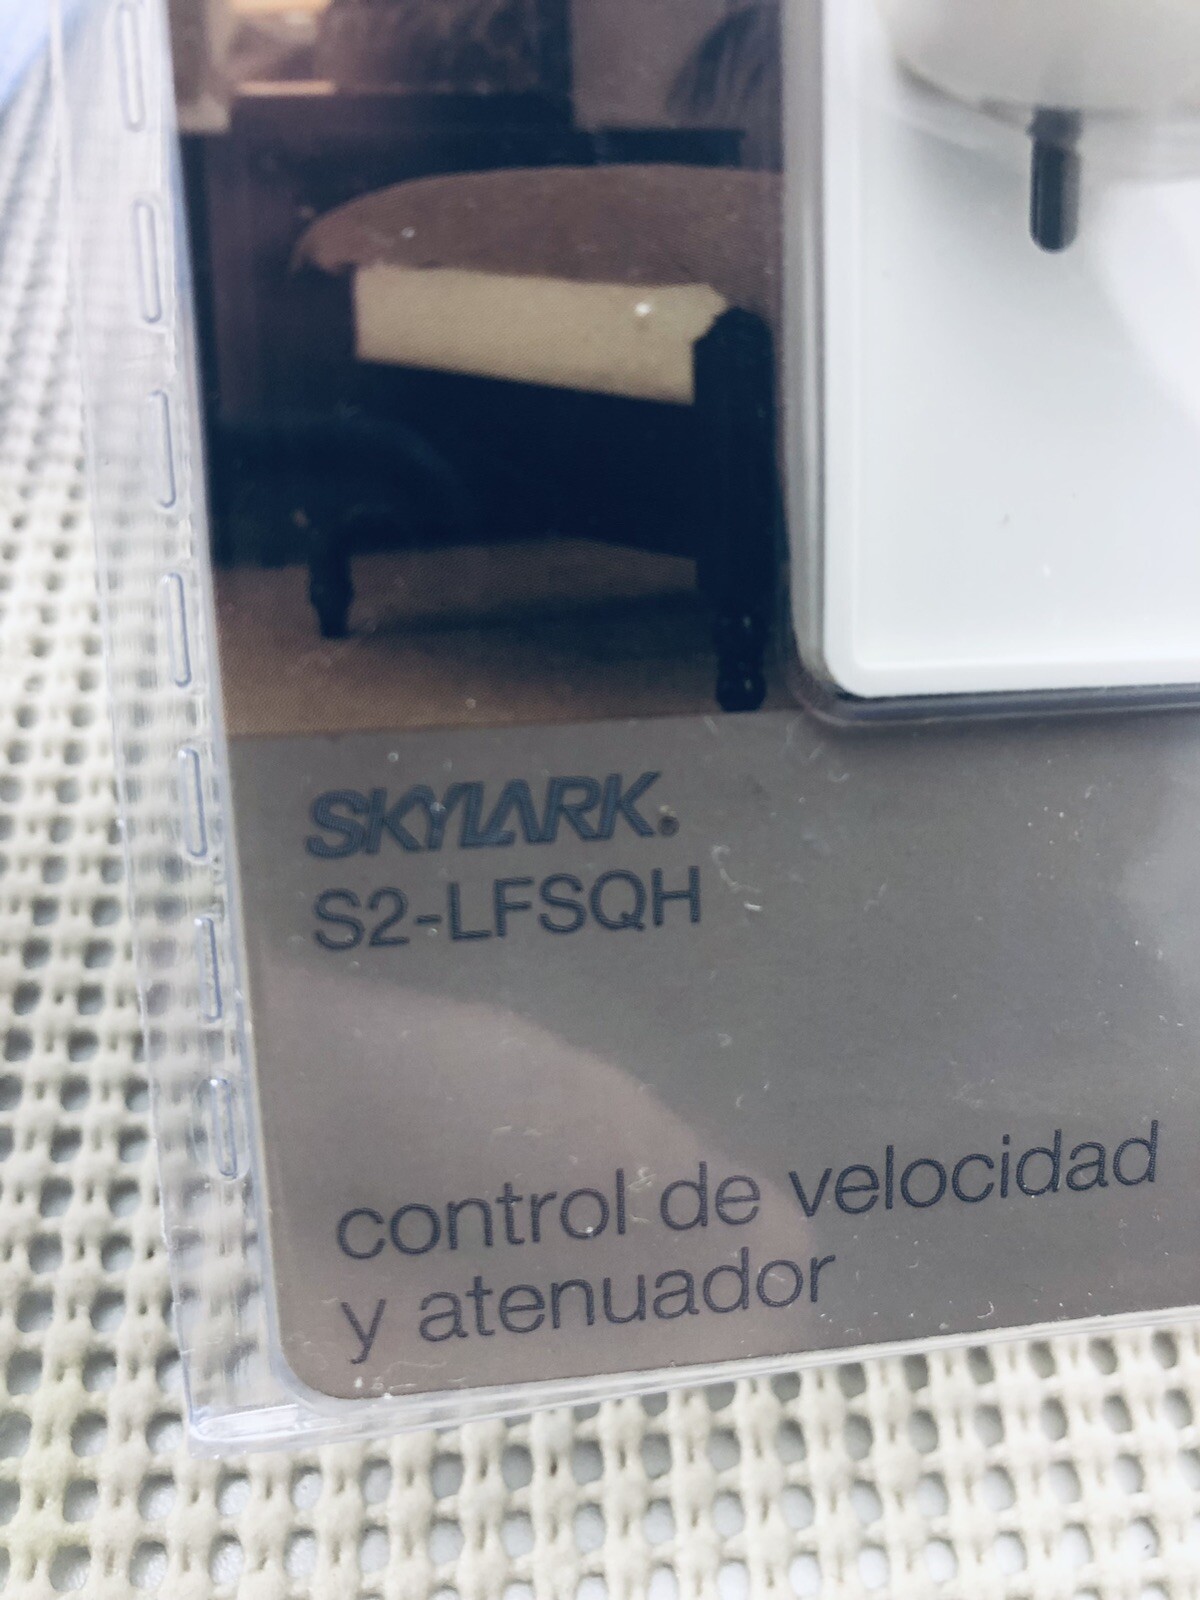 SKYLARK®
S2-LFSQH
control de velocidad
y atenuador